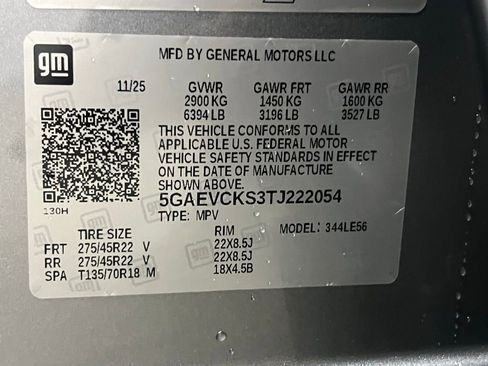 gm
MFD BY GENERAL MOTORS LLC
11/25 GVWR GAWR FRT GAWR RR
2900 KG 1450 KG 1600 KG
6394 LB 3196 LB 3527 LB
THIS VEHICLE CONFORMS TO ALL
APPLICABLE U.S. FEDERAL MOTOR
VEHICLE SAFETY STANDARDS IN EFFECT
ON THE DATE OF MANUFACTURE
SHOWN ABOVE.
5GAEVCKS3TJ222054
130H
TYPE: MPV MODEL: 344LE56
TIRE SIZE RIM
FRT 275/45R22 V 22X8.5J
RR 275/45R22 V 22X8.5J
SPA T135/70R18 M 18X4.5B